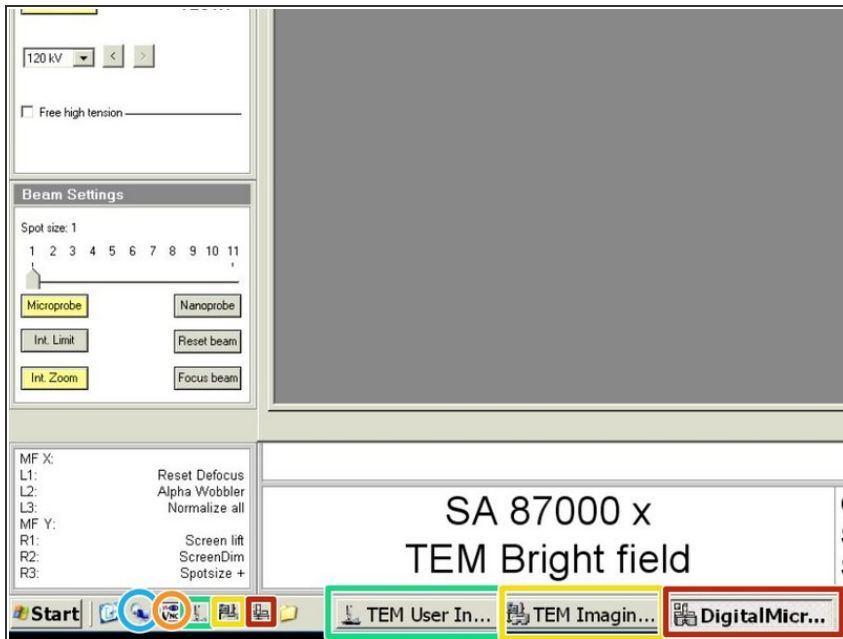 120 kV
<
>
Free high tension
Beam Settings
Spot size: 1
1 2 3 4 5 6 7 8 9 10 11
Microprobe Nanoprobe
Int. Limit Reset beam
Int. Zoom Focus beam
MF X:
L1: Reset Defocus
L2: Alpha Wobbler
L3: Normalize all
MF Y:
R1: Screen lift
R2: ScreenDim
R3: Spotsize +
SA 87000 x
TEM Bright field
Start
TEM User In...
TEM Imagin...
DigitalMicr...